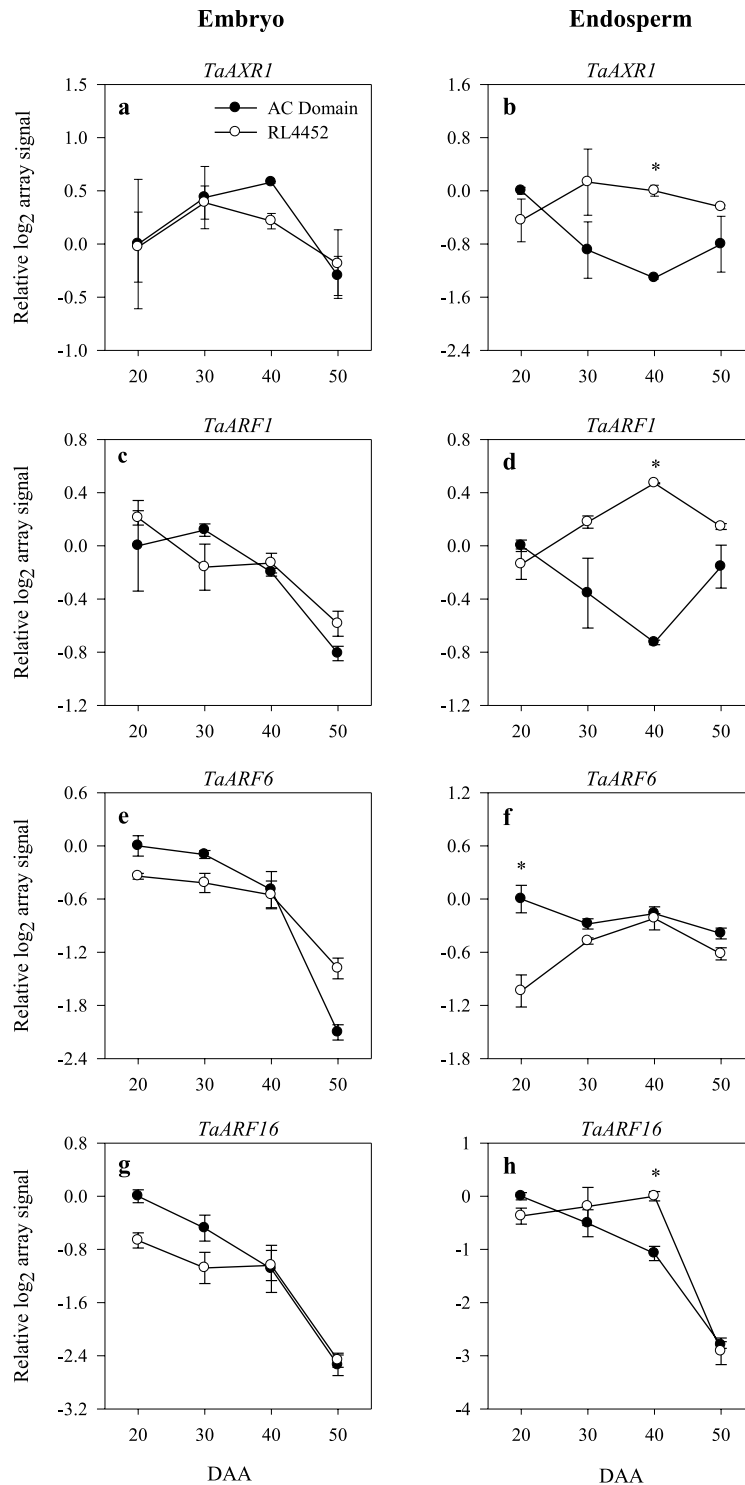 Embryo
Endosperm
TaAXR1
a
AC Domain
RL4452
Relative log2 array signal
1.5
1.0
0.5
0.0
-0.5
-1.0
20 30 40 50
TaAXR1
b
*
1.6
0.8
0.0
-0.8
-1.6
-2.4
20 30 40 50
TaARF1
c
Relative log2 array signal
0.8
0.4
0.0
-0.4
-0.8
-1.2
20 30 40 50
TaARF1
d
*
0.8
0.4
0.0
-0.4
-0.8
-1.2
20 30 40 50
TaARF6
e
Relative log2 array signal
0.6
0.0
-0.6
-1.2
-1.8
-2.4
20 30 40 50
TaARF6
f
*
1.2
0.6
0.0
-0.6
-1.2
-1.8
20 30 40 50
TaARF16
g
Relative log2 array signal
0.8
0.0
-0.8
-1.6
-2.4
-3.2
20 30 40 50
DAA
TaARF16
h
*
1
0
-1
-2
-3
-4
20 30 40 50
DAA